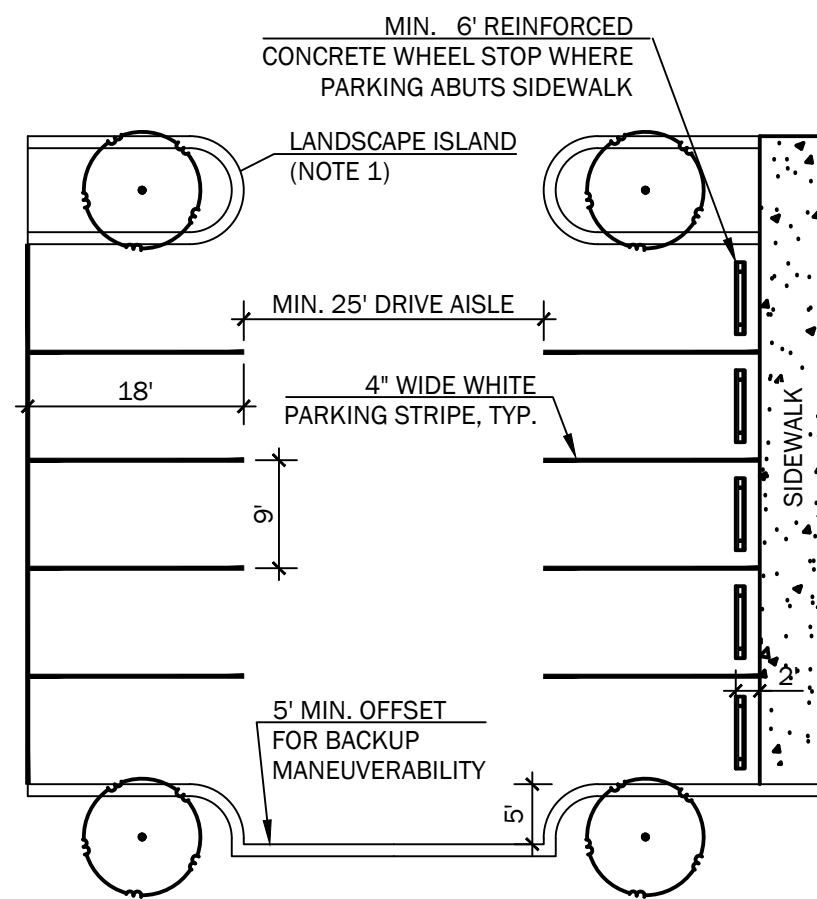 MIN. 6' REINFORCED
CONCRETE WHEEL STOP WHERE
PARKING ABUTS SIDEWALK
LANDSCAPE ISLAND
(NOTE 1)
MIN. 25' DRIVE AISLE
18'
4" WIDE WHITE
PARKING STRIPE, TYP.
SIDEWALK
9'
2'
5' MIN. OFFSET
FOR BACKUP
MANEUVERABILITY
5'